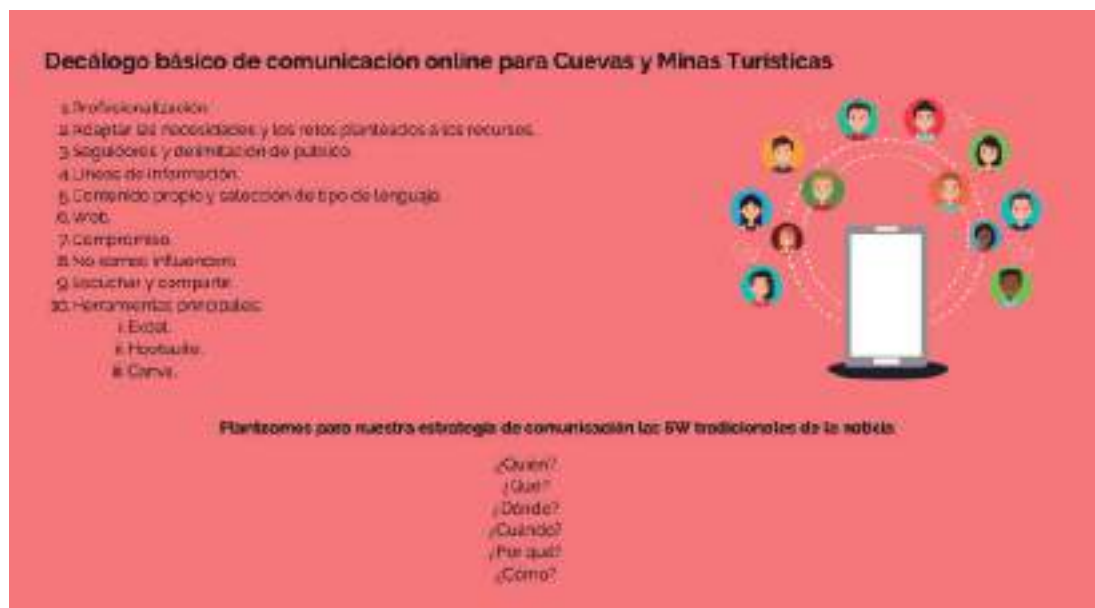 Decálogo básico de comunicación online para Cuevas y Minas Turísticas
1. Profesionalización.
2. Adaptar las necesidades y los retos planteados a los recursos.
3. Seguidores y delimitación de público.
4. Líneas de información.
5. Contenido propio y selección de tipo de lenguaje.
6. Web.
7. Compromiso.
8. No somos influencers.
9. Escuchar y compartir.
10. Herramientas principales:
i. Excel.
ii. Hootsuite.
iii. Canva.
Planteamos para nuestra estrategia de comunicación las 6W tradicionales de la noticia:
¿Quién?
¿Qué?
¿Dónde?
¿Cuándo?
¿Por qué?
¿Cómo?